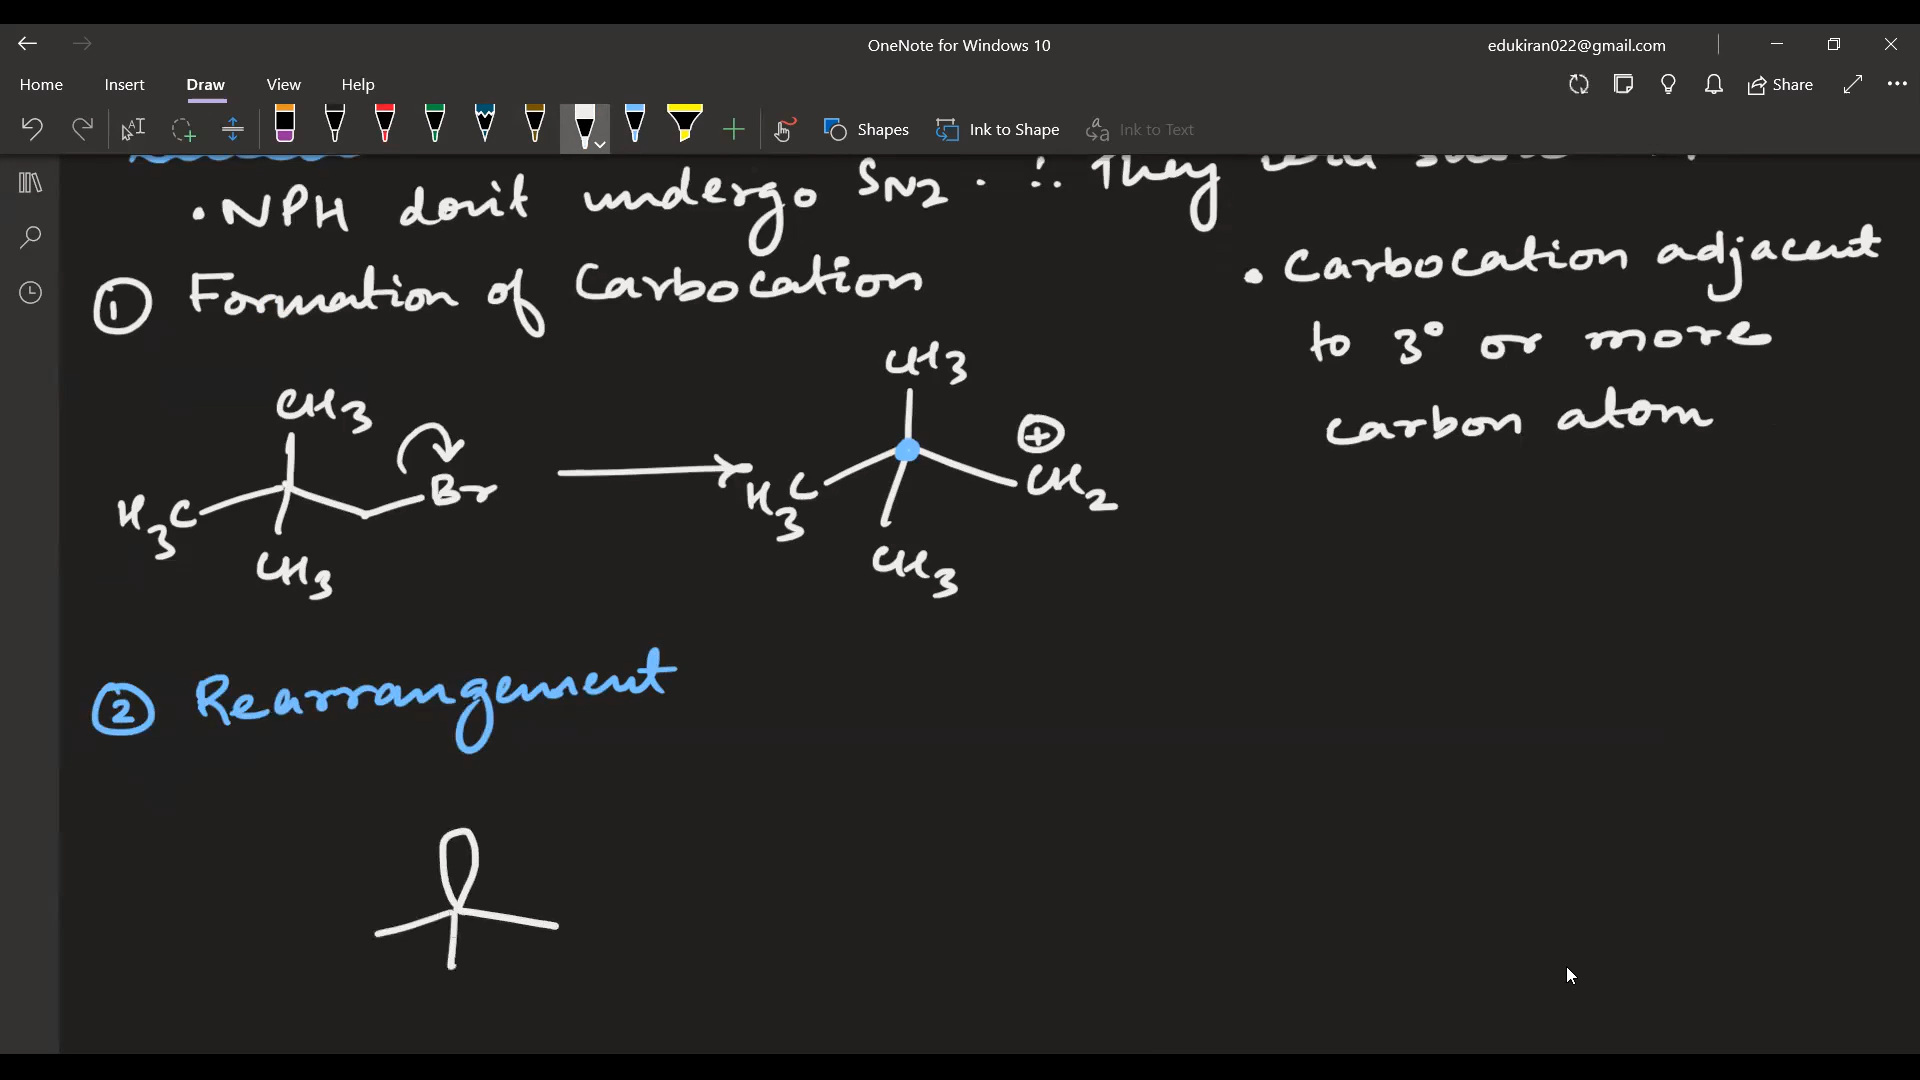 OneNote for Windows 10
edukiran022@gmail.com
Home Insert Draw View Help
Share
Shapes Ink to Shape Ink to Text
• NPH don't undergo SN2. ∴ They will
① Formation of Carbocation
• Carbocation adjacent
to 3° or more
carbon atom
CH3
H3C
Br
CH3
CH3
H3C
⊕
CH2
CH3
② Rearrangement